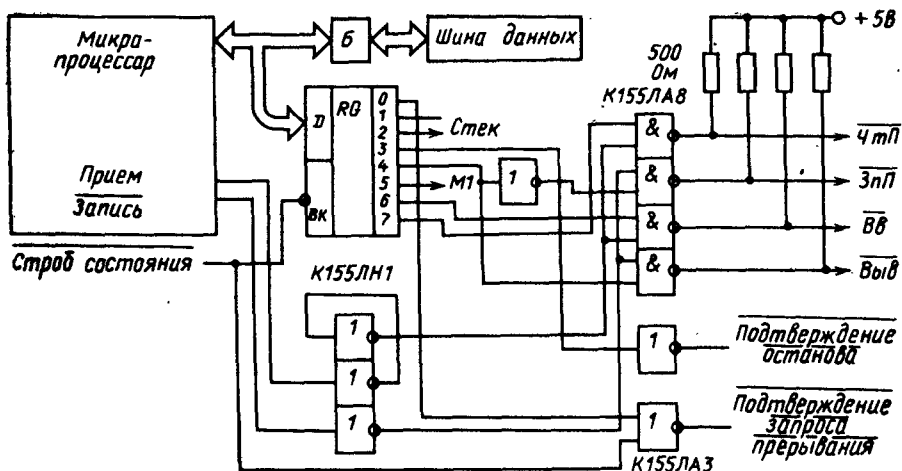 Микра-
процессар
Б
Шина данных
+ 5В
500
Ом
К155ЛА8
D
RG
ВК
0
1
2
3
4
5
6
7
Стек
М1
1
&
&
&
&
ЧтП
ЗпП
Вв
Выв
Прием
Запись
Строб состояния
К155ЛН1
1
1
1
1
Подтверждение
останова
1
К155ЛА3
Подтверждение
запроса
прерывания